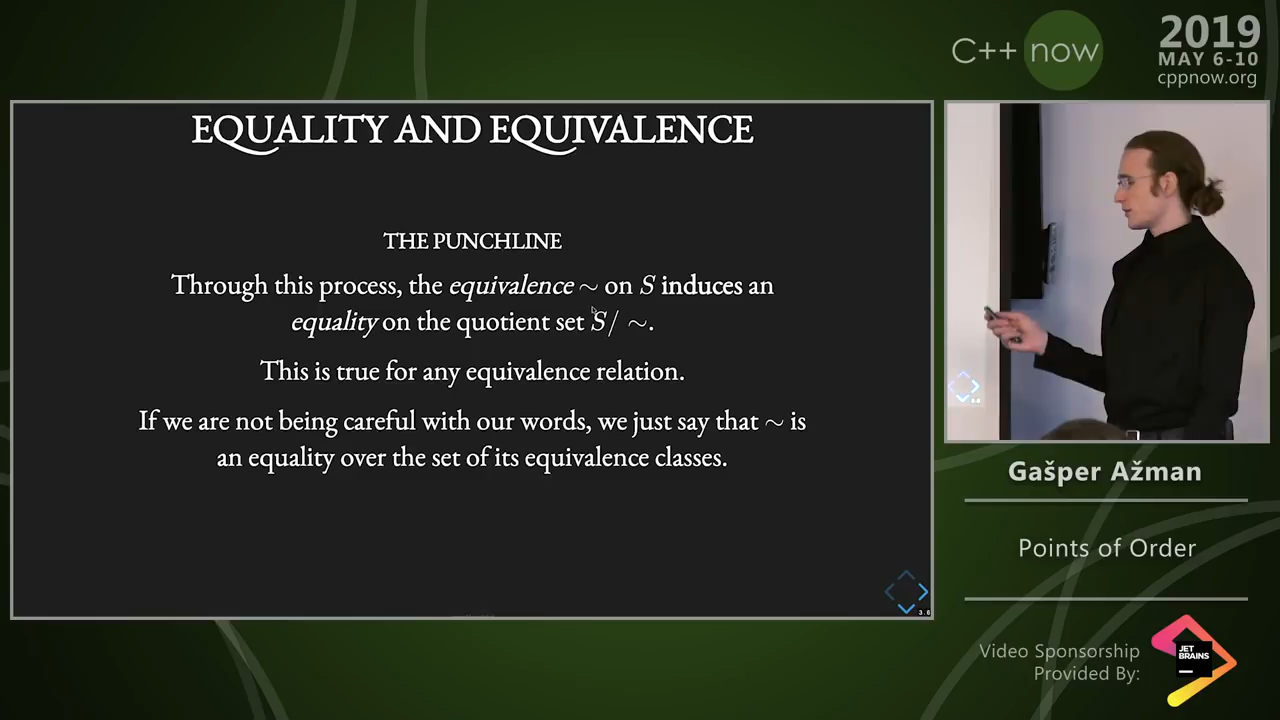 C++ now
2019
MAY 6-10
cppnow.org
EQUALITY AND EQUIVALENCE
THE PUNCHLINE
Through this process, the equivalence ~ on S induces an
equality on the quotient set S/ ~.
This is true for any equivalence relation.
If we are not being careful with our words, we just say that ~ is
an equality over the set of its equivalence classes.
3.6
Gašper Ažman
Points of Order
Video Sponsorship
Provided By:
JET
BRAINS